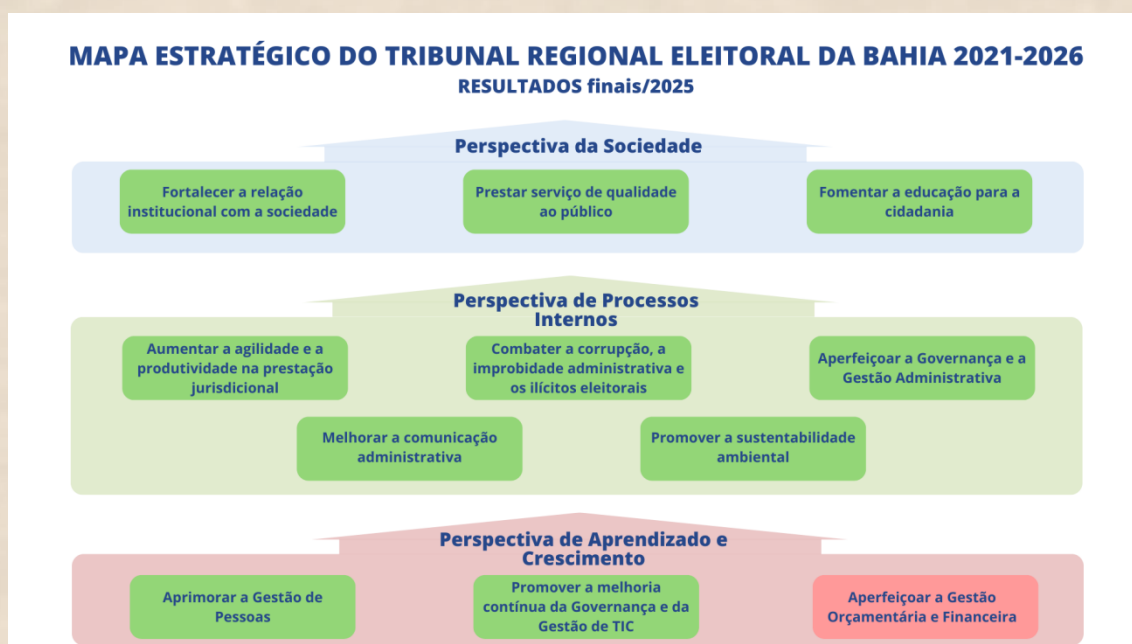 MAPA ESTRATÉGICO DO TRIBUNAL REGIONAL ELEITORAL DA BAHIA 2021-2026
RESULTADOS finais/2025
Perspectiva da Sociedade
Fortalecer a relação
institucional com a sociedade
Prestar serviço de qualidade
ao público
Fomentar a educação para a
cidadania
Perspectiva de Processos
Internos
Aumentar a agilidade e a
produtividade na prestação
jurisdicional
Combater a corrupção, a
improbidade administrativa e
os ilícitos eleitorais
Aperfeiçoar a Governança e a
Gestão Administrativa
Melhorar a comunicação
administrativa
Promover a sustentabilidade
ambiental
Perspectiva de Aprendizado e
Crescimento
Aprimorar a Gestão de
Pessoas
Promover a melhoria
contínua da Governança e da
Gestão de TIC
Aperfeiçoar a Gestão
Orçamentária e Financeira